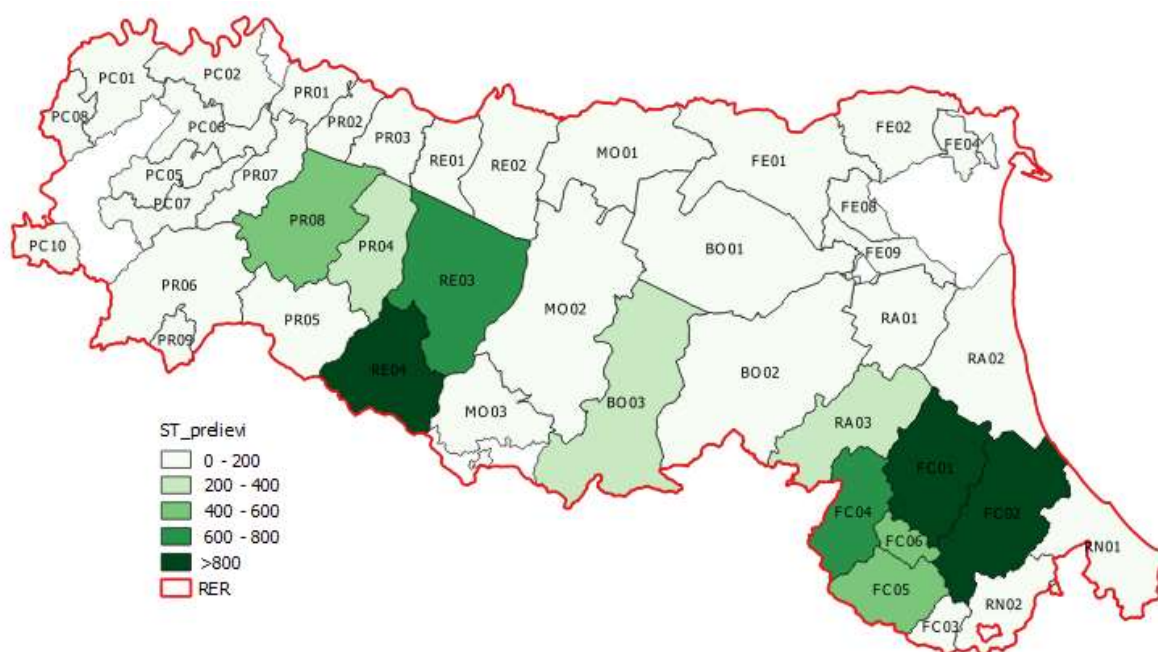 PC01
PC02
PC08
PC06
PC05
PC07
PC10
PR01
PR02
PR03
PR07
RE01
RE02
MO01
FE01
FE02
FE04
FE08
FE09
PR08
PR04
RE03
BO01
PR06
PR05
PR09
RE04
MO02
MO03
BO03
BO02
RA01
RA02
RA03
FC01
FC02
FC04
FC06
FC05
FC03
RN01
RN02
ST_prelievi
0 - 200
200 - 400
400 - 600
600 - 800
>800
RER